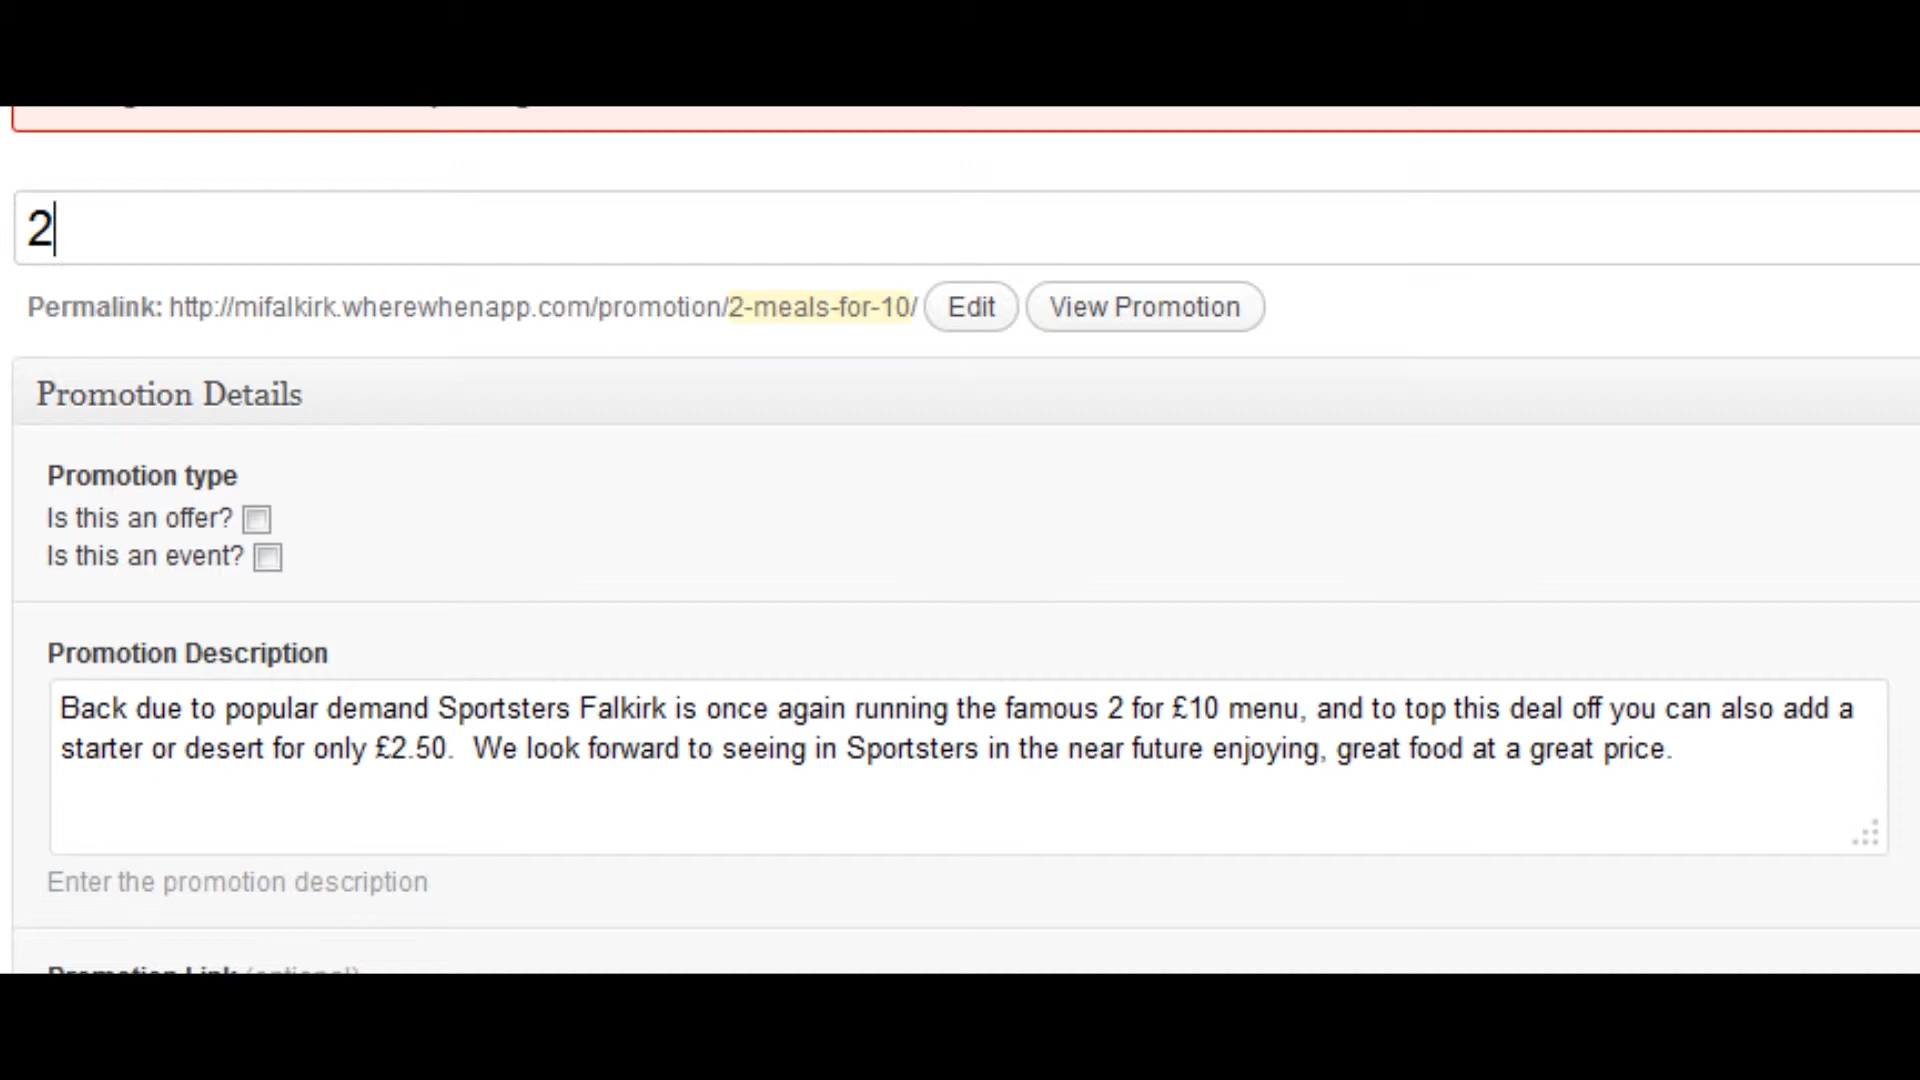 2
Permalink: http://mifalkirk.wherewhenapp.com/promotion/2-meals-for-10/ Edit View Promotion
Promotion Details
Promotion type
Is this an offer?
Is this an event?
Promotion Description
Back due to popular demand Sportsters Falkirk is once again running the famous 2 for £10 menu, and to top this deal off you can also add a
starter or desert for only £2.50.  We look forward to seeing in Sportsters in the near future enjoying, great food at a great price.
Enter the promotion description
Promotion Link (optional)